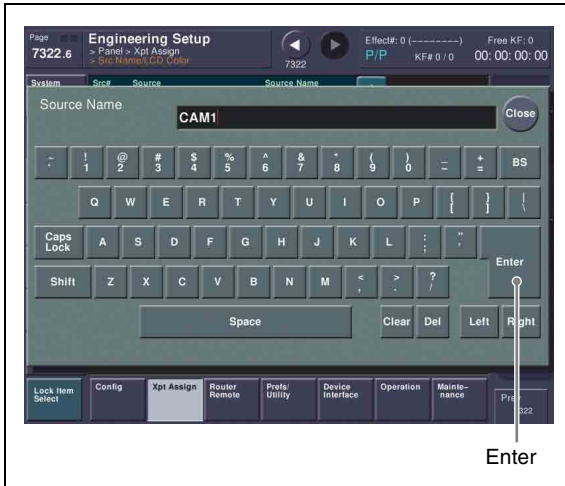 Page
7322.6
Engineering Setup
> Panel > Xpt Assign
> Src Name/LCD Color
7322
Effect#: 0 (--------)
P/P KF# 0 / 0
Free KF: 0
00: 00: 00: 00
System Src# Source Source Name
Source Name
CAM1
Close
~ `
! 1
@ 2
# 3
$ 4
% 5
^ 6
& 7
* 8
( 9
) 0
_ -
+ =
BS
Q W E R T Y U I O P { [ } ] | \
Caps Lock A S D F G H J K L : ; " '
Enter
Shift Z X C V B N M < , > . ? /
Space Clear Del Left Right
Lock Item Select
Config
Xpt Assign
Router Remote
Prefs/ Utility
Device Interface
Operation
Mainte– nance
Prev
7322
Enter